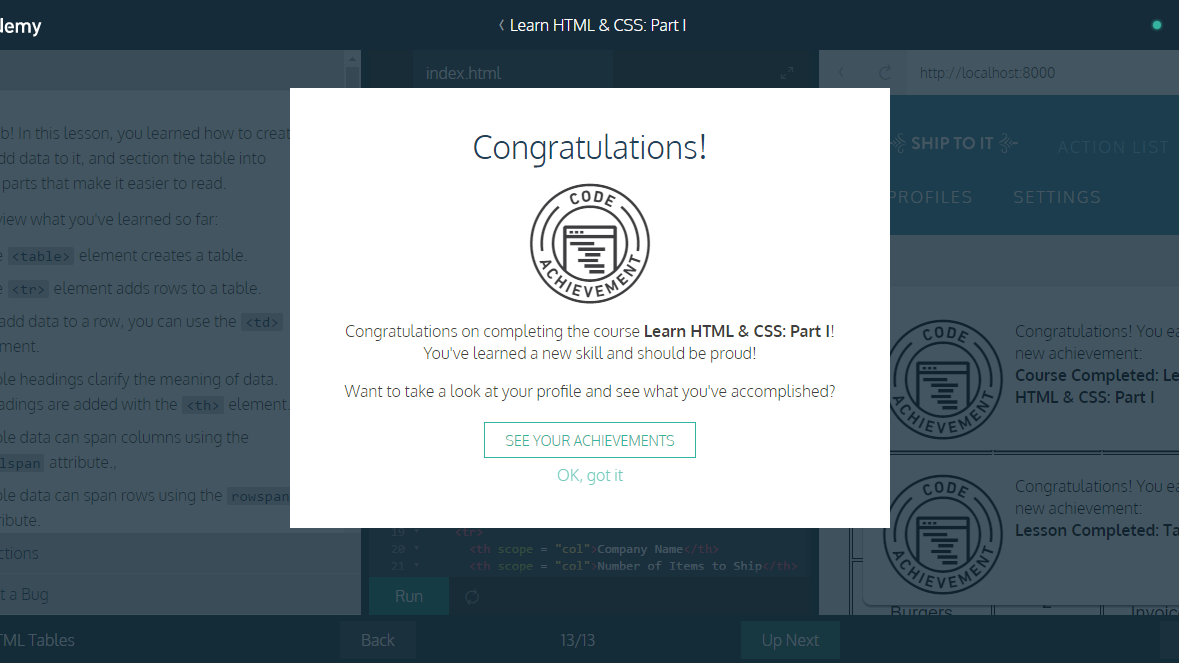 demy
Learn HTML & CSS: Part I
index.html
http://localhost:8000
SHIP TO IT
ACTION LIST
PROFILES
SETTINGS
b! In this lesson, you learned how to creat
dd data to it, and section the table into
parts that make it easier to read.
view what you've learned so far:
e <table> element creates a table.
e <tr> element adds rows to a table.
add data to a row, you can use the <td>
ment.
ble headings clarify the meaning of data.
adings are added with the <th> element.
ble data can span columns using the
lspan attribute.,
ble data can span rows using the rowspan
ribute.
ctions
t a Bug
Congratulations!
CODE
ACHIEVEMENT
Congratulations on completing the course Learn HTML & CSS: Part I!
You've learned a new skill and should be proud!
Want to take a look at your profile and see what you've accomplished?
SEE YOUR ACHIEVEMENTS
OK, got it
19 <tr>
20 <th scope = "col">Company Name</th>
21 <th scope = "col">Number of Items to Ship</th>
Run
CODE
ACHIEVEMENT
Congratulations! You ea
new achievement:
Course Completed: Le
HTML & CSS: Part I
CODE
ACHIEVEMENT
Congratulations! You ea
new achievement:
Lesson Completed: Ta
Burgers
Invoic
TML Tables
Back
13/13
Up Next